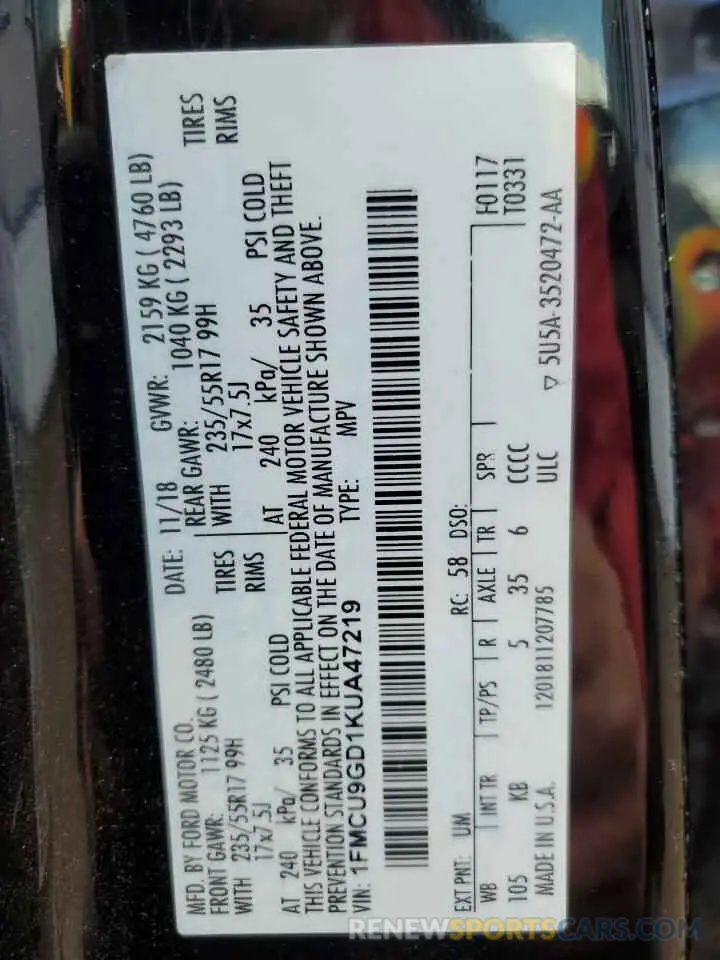 MFD. BY FORD MOTOR CO.
DATE: 11/18 GVWR: 2159 KG ( 4760 LB)
FRONT GAWR: 1125 KG ( 2480 LB) REAR GAWR: 1040 KG ( 2293 LB)
WITH 235/55R17 99H TIRES WITH 235/55R17 99H TIRES
17x7.5J RIMS 17x7.5J RIMS
AT 240 kPa/ 35 PSI COLD AT 240 kPa/ 35 PSI COLD
THIS VEHICLE CONFORMS TO ALL APPLICABLE FEDERAL MOTOR VEHICLE SAFETY AND THEFT
PREVENTION STANDARDS IN EFFECT ON THE DATE OF MANUFACTURE SHOWN ABOVE.
VIN: 1FMCU9GD1KUA47219 TYPE: MPV
EXT PNT: UM RC: 58 DSO: F0117
WB INT TR TP/PS R AXLE TR SPR T0331
105 KB 5 35 6 CCCC
MADE IN U.S.A. 1201811207785 ULC
▽ 5U5A-3520472-AA
RENEWSPORTSCARS.COM